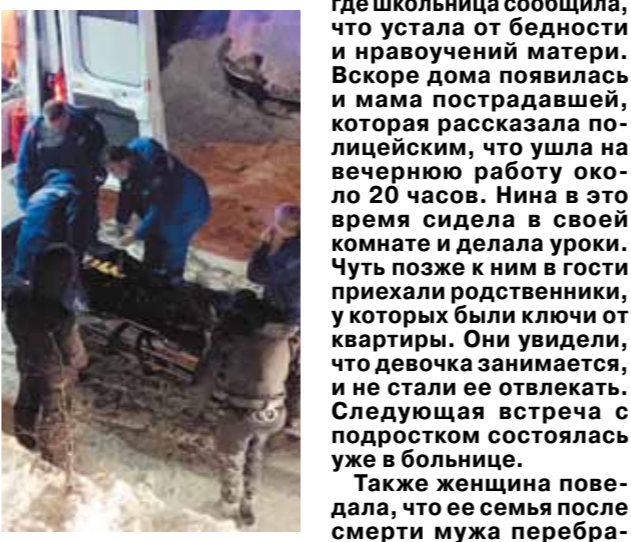 где школьница сообщила,
что устала от бедности
и нравоучений матери.
Вскоре дома появилась
и мама пострадавшей,
которая рассказала по-
лицейским, что ушла на
вечернюю работу око-
ло 20 часов. Нина в это
время сидела в своей
комнате и делала уроки.
Чуть позже к ним в гости
приехали родственники,
у которых были ключи от
квартиры. Они увидели,
что девочка занимается,
и не стали ее отвлекать.
Следующая встреча с
подростком состоялась
уже в больнице.
Также женщина пове-
дала, что ее семья после
смерти мужа перебра-